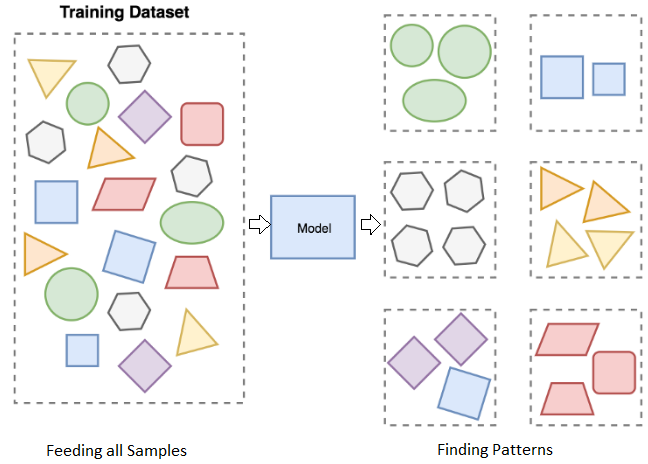 Training Dataset
Model
Feeding all Samples
Finding Patterns